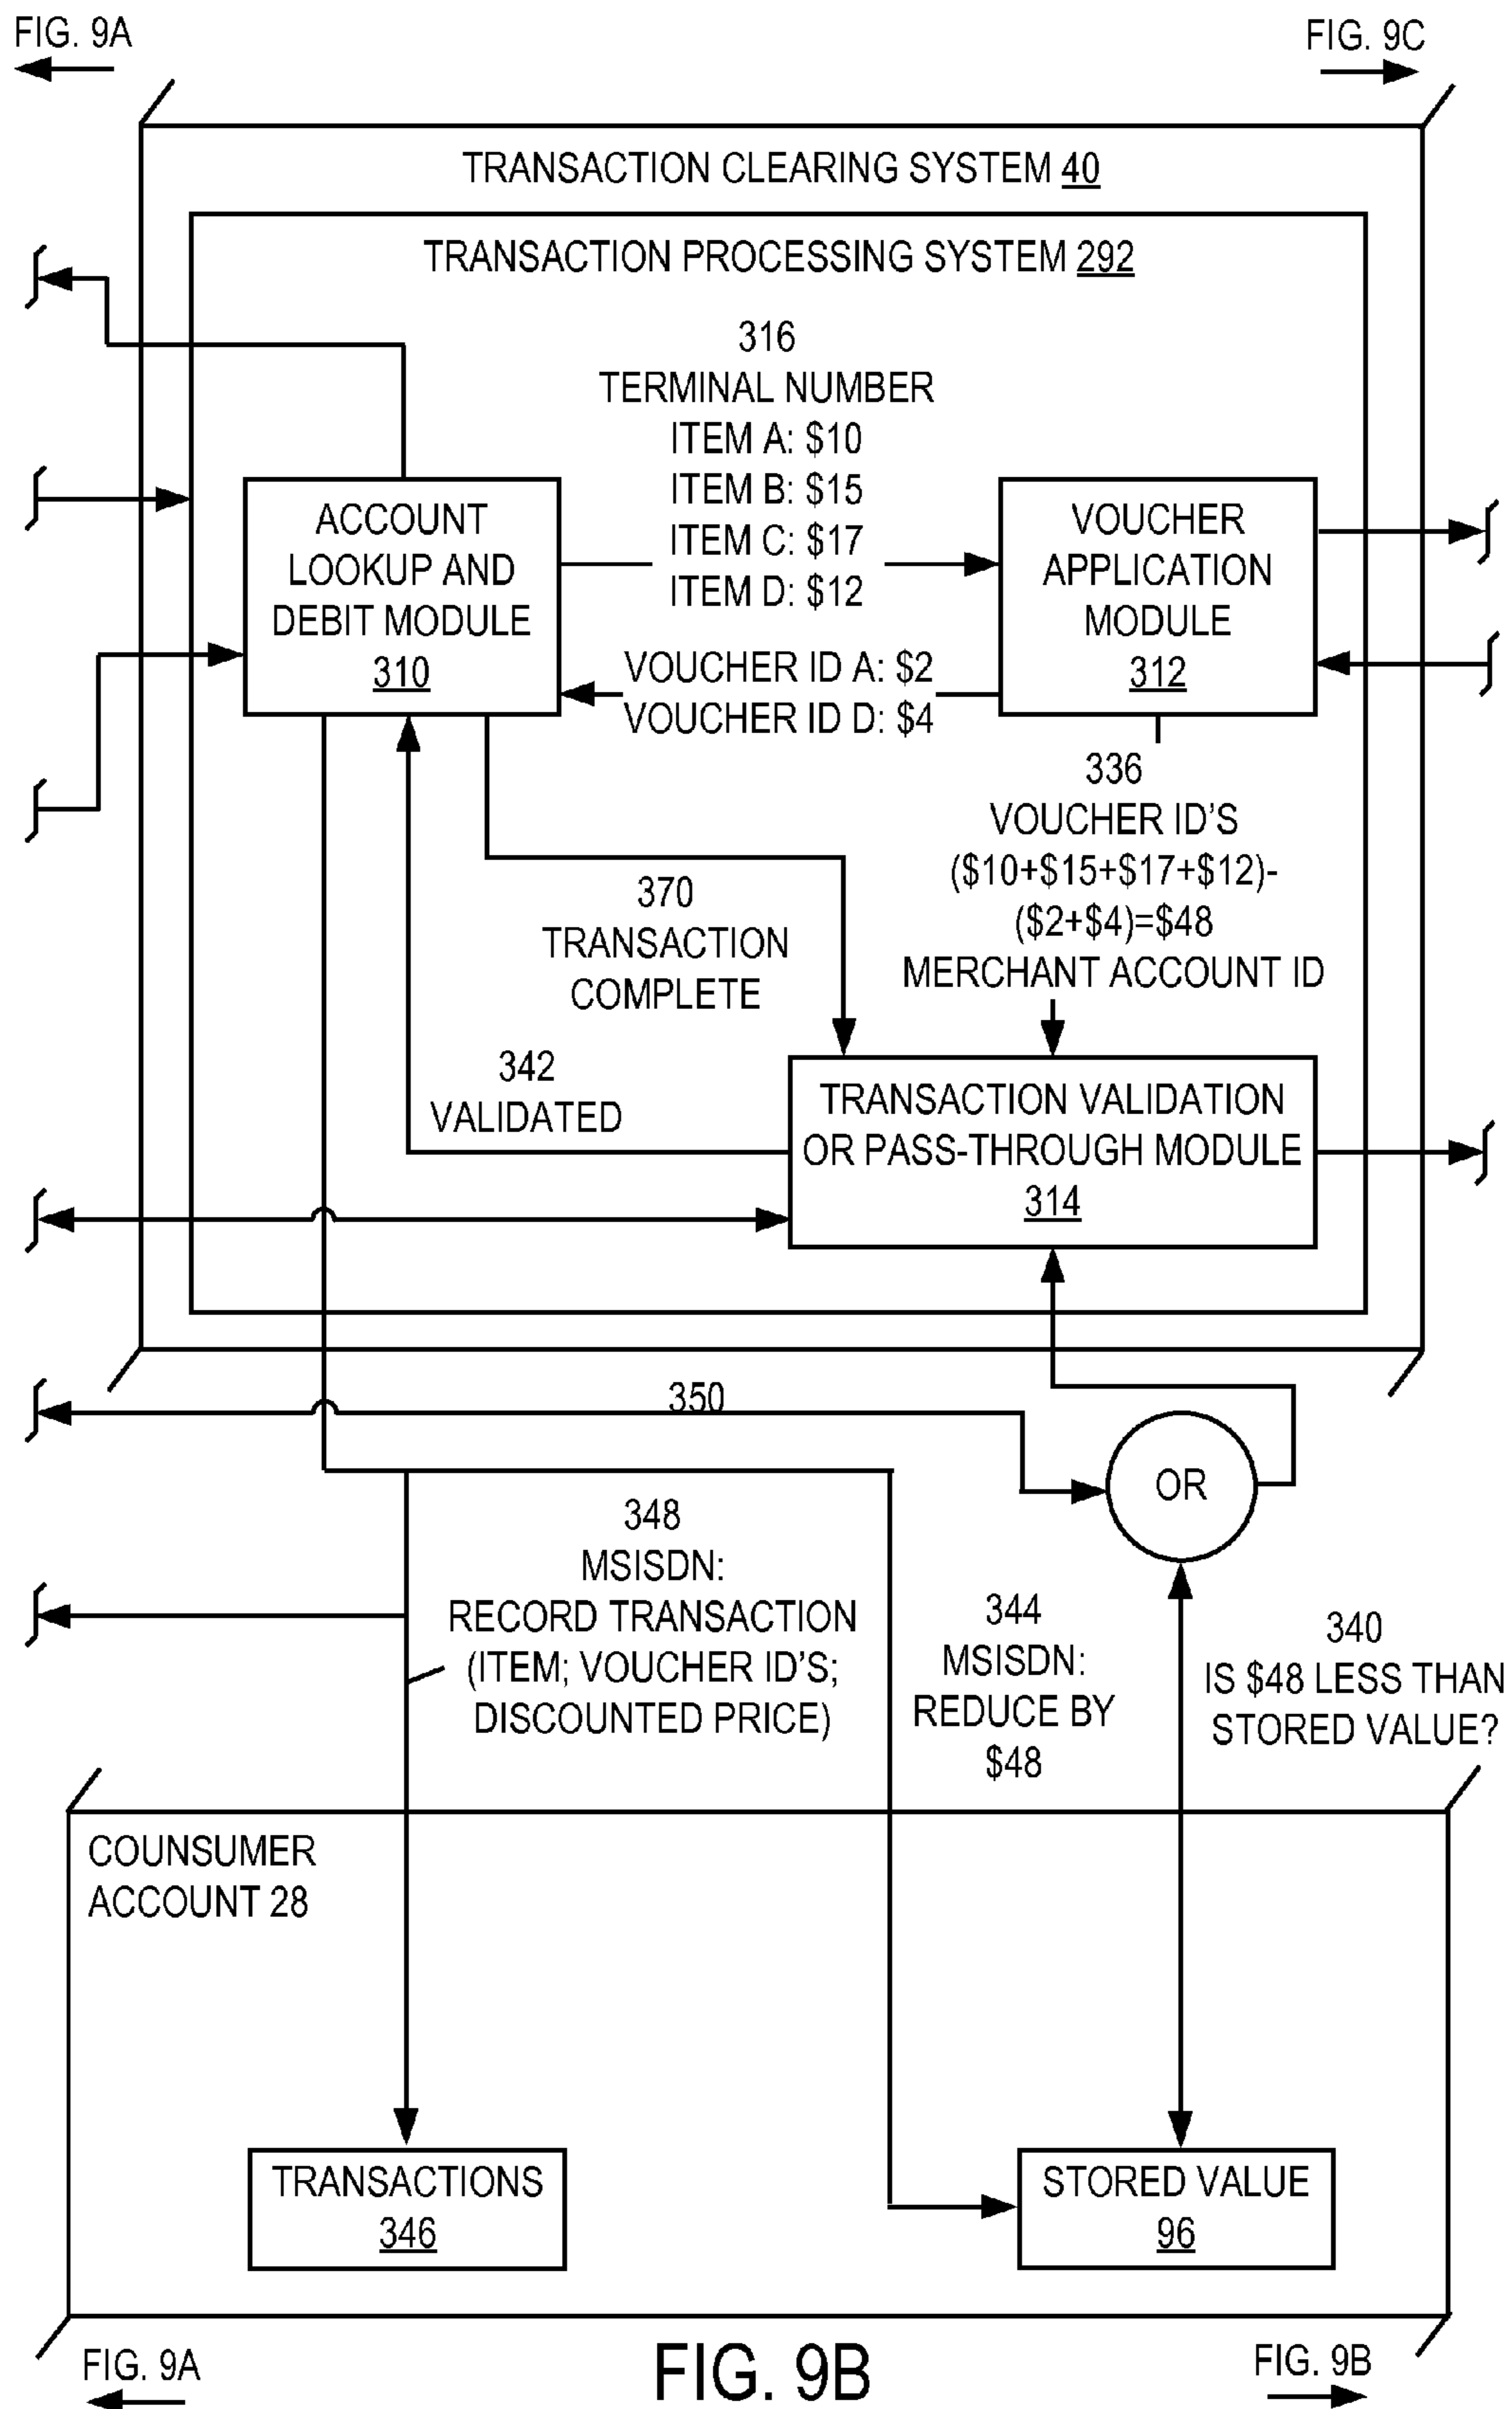 FIG. 9A
FIG. 9C
TRANSACTION CLEARING SYSTEM 40
TRANSACTION PROCESSING SYSTEM 292
316
TERMINAL NUMBER
ITEM A: $10
ITEM B: $15
ITEM C: $17
ITEM D: $12
ACCOUNT
LOOKUP AND
DEBIT MODULE
310
VOUCHER
APPLICATION
MODULE
312
VOUCHER ID A: $2
VOUCHER ID D: $4
336
VOUCHER ID'S
($10+$15+$17+$12)-
($2+$4)=$48
MERCHANT ACCOUNT ID
370
TRANSACTION
COMPLETE
342
VALIDATED
TRANSACTION VALIDATION
OR PASS-THROUGH MODULE
314
350
OR
348
MSISDN:
RECORD TRANSACTION
(ITEM; VOUCHER ID'S;
DISCOUNTED PRICE)
344
MSISDN:
REDUCE BY
$48
340
IS $48 LESS THAN
STORED VALUE?
COUNSUMER
ACCOUNT 28
TRANSACTIONS
346
STORED VALUE
96
FIG. 9A
FIG. 9B
FIG. 9B